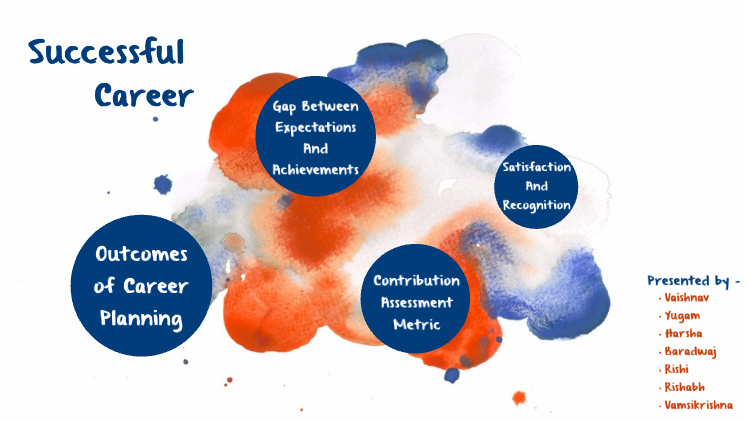 Successful
Career
Gap Between
Expectations
And
Achievements
Satisfaction
And
Recognition
Outcomes
of Career
Planning
Contribution
Assessment
Metric
Presented by -
• Vaishnav
• Yugam
• Harsha
• Baradwaj
• Rishi
• Rishabh
• Vamsikrishna